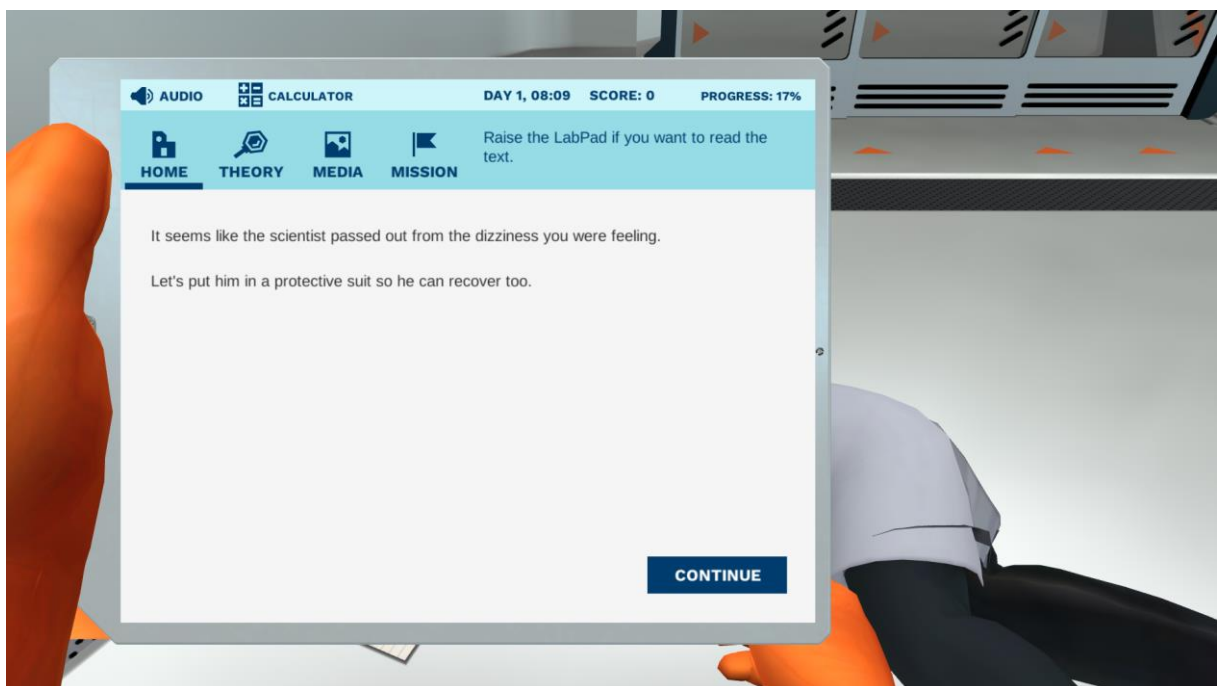 AUDIO
CALCULATOR
DAY 1, 08:09
SCORE: 0
PROGRESS: 17%
HOME
THEORY
MEDIA
MISSION
Raise the LabPad if you want to read the
text.
It seems like the scientist passed out from the dizziness you were feeling.
Let's put him in a protective suit so he can recover too.
CONTINUE